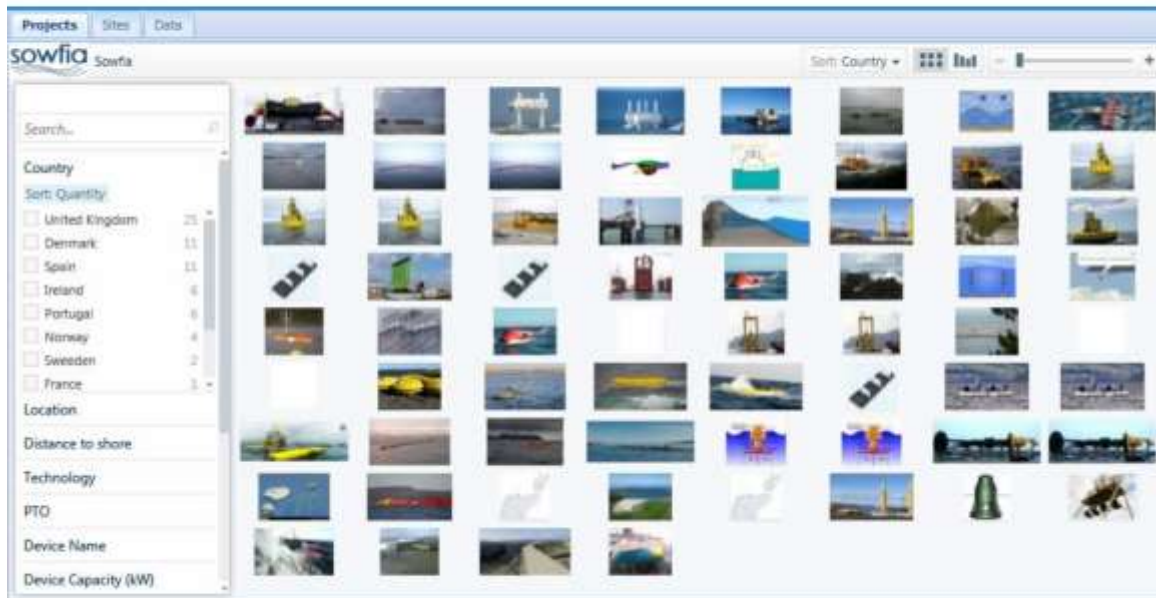 Projects Sites Data
sowfia Sowfia Sort: Country
Search...
Country
Sort: Quantity
United Kingdom 25
Denmark 11
Spain 11
Ireland 6
Portugal 6
Norway 4
Sweeden 2
France 1
Location
Distance to shore
Technology
PTO
Device Name
Device Capacity (kW)